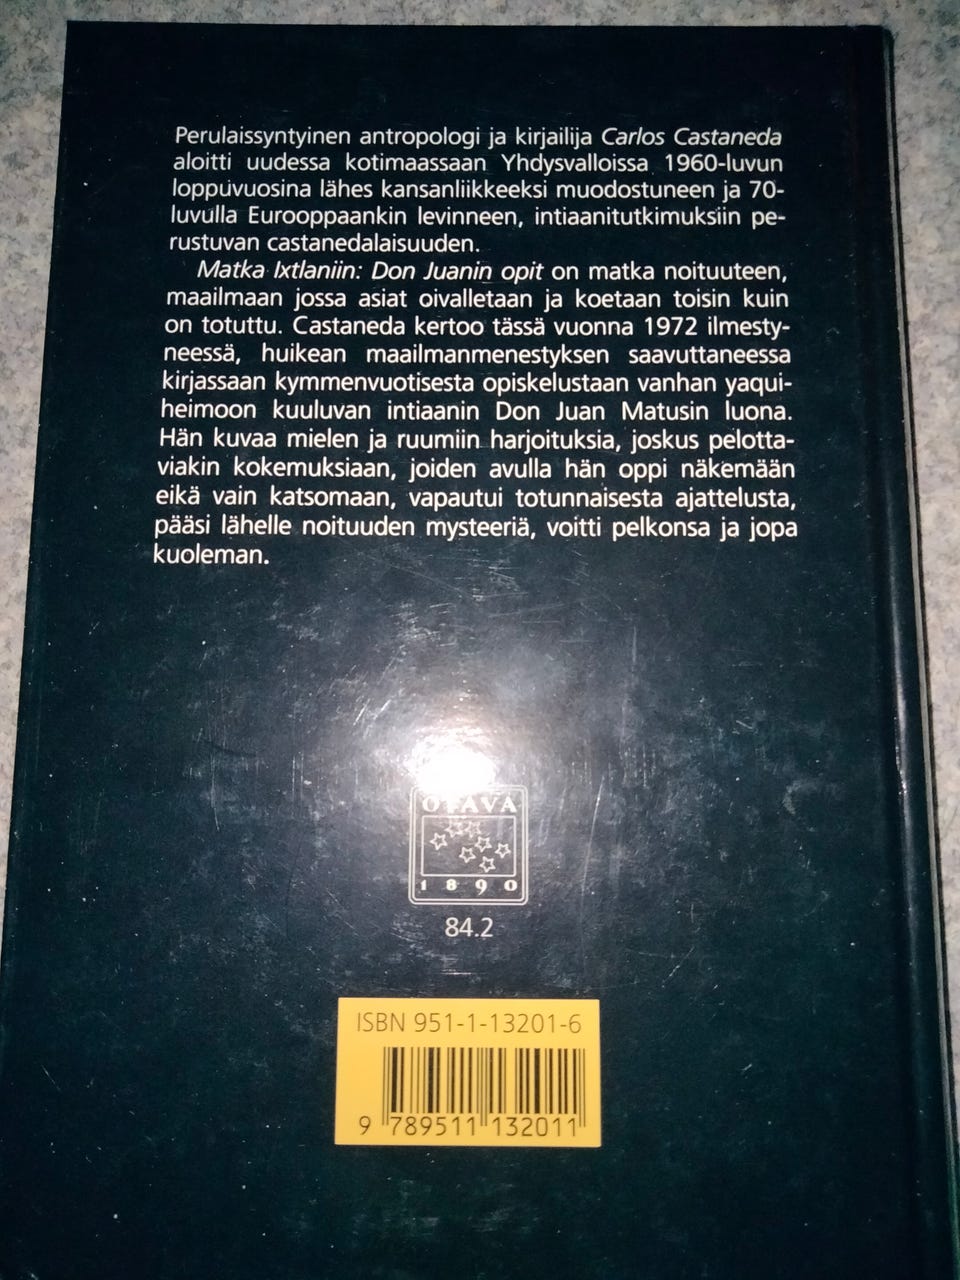 Perulaissyntyinen antropologi ja kirjailija Carlos Castaneda
aloitti uudessa kotimaassaan Yhdysvalloissa 1960-luvun
loppuvuosina lähes kansanliikkeeksi muodostuneen ja 70-
luvulla Eurooppaankin levinneen, intiaanitutkimuksiin pe-
rustuvan castanedalaisuuden.
Matka Ixtlaniin: Don Juanin opit on matka noituuteen,
maailmaan jossa asiat oivalletaan ja koetaan toisin kuin
on totuttu. Castaneda kertoo tässä vuonna 1972 ilmesty-
neessä, huikean maailmanmenestyksen saavuttaneessa
kirjassaan kymmenvuotisesta opiskelustaan vanhan yaqui-
heimoon kuuluvan intiaanin Don Juan Matusin luona.
Hän kuvaa mielen ja ruumiin harjoituksia, joskus pelotta-
viakin kokemuksiaan, joiden avulla hän oppi näkemään
eikä vain katsomaan, vapautui totunnaisesta ajattelusta,
pääsi lähelle noituuden mysteeriä, voitti pelkonsa ja jopa
kuoleman.
OTAVA
1890
84.2
ISBN 951-1-13201-6
9 789511 132011